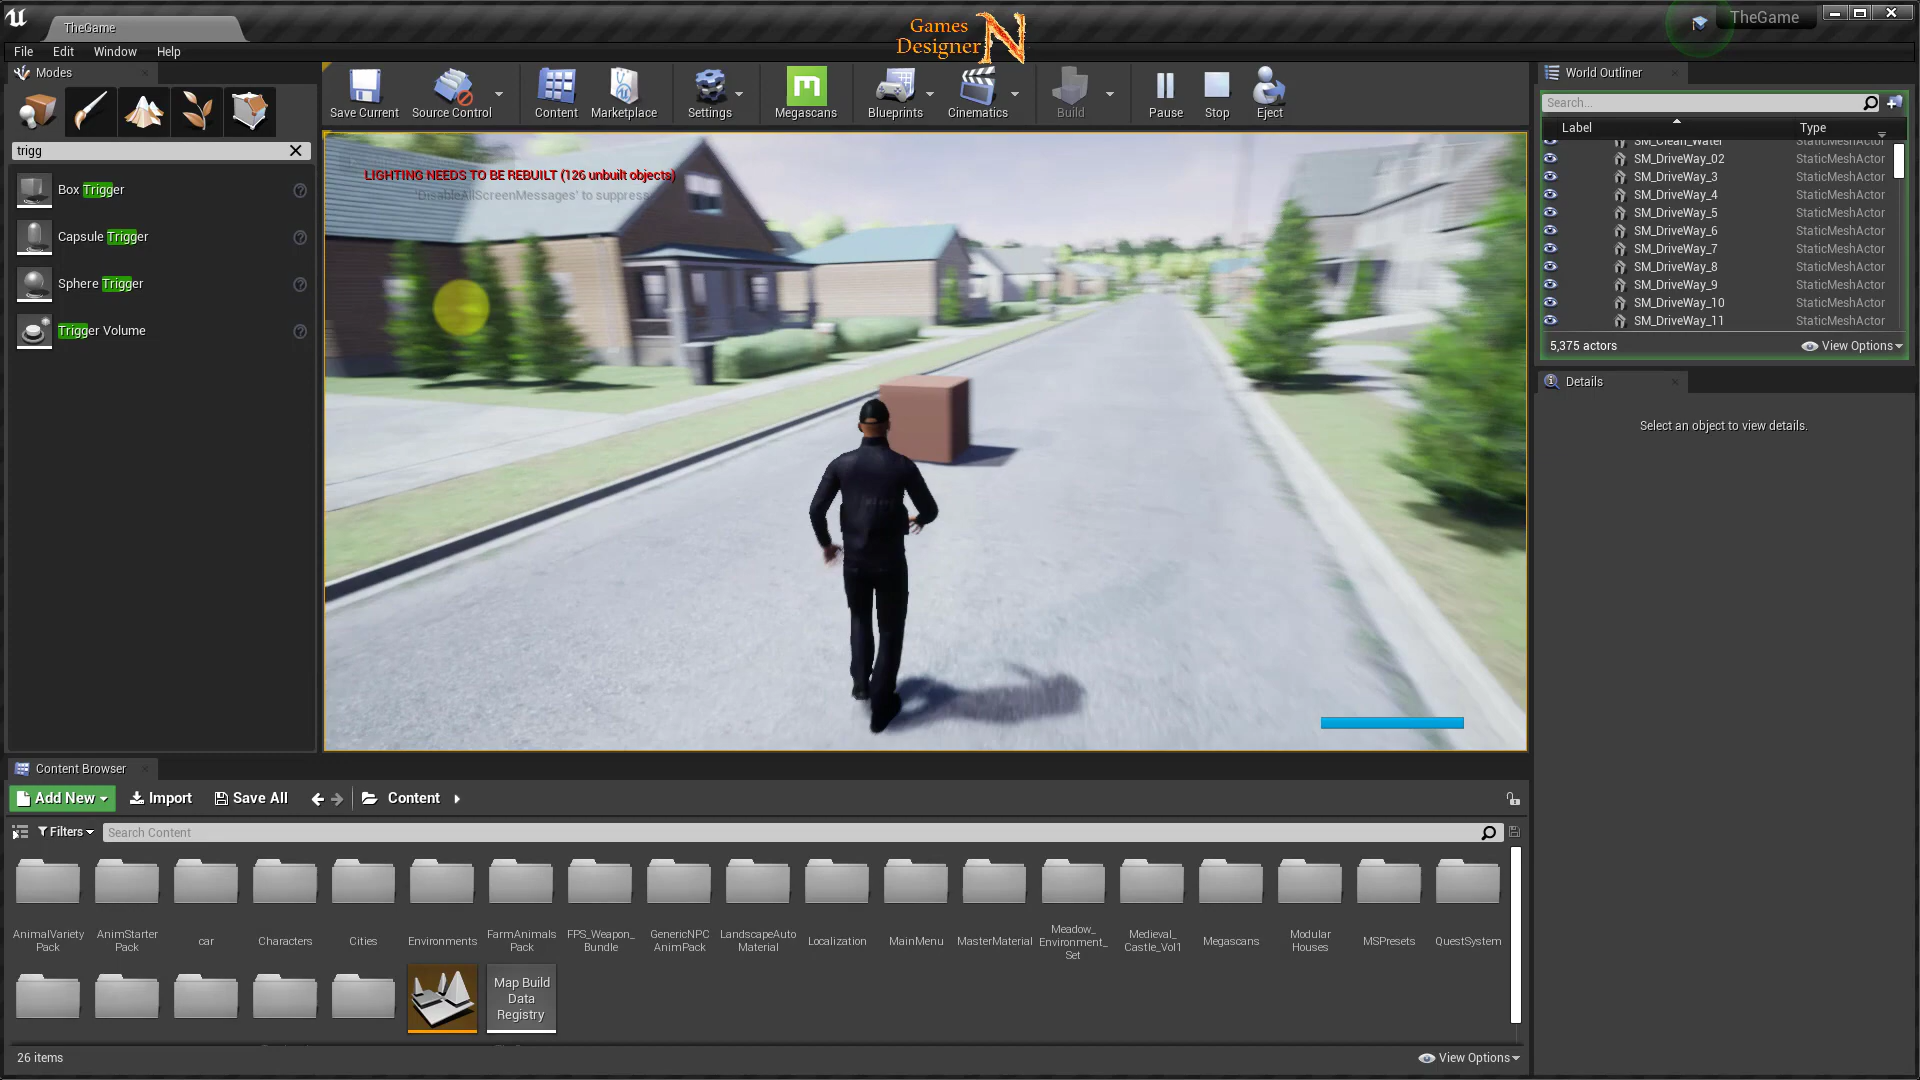 TheGame
Games
Designer N
TheGame
File Edit Window Help
Modes
trigg
Box Trigger
Capsule Trigger
Sphere Trigger
Trigger Volume
Save Current
Source Control
Content
Marketplace
Settings
Megascans
Blueprints
Cinematics
Build
Pause
Stop
Eject
LIGHTING NEEDS TO BE REBUILT (126 unbuilt objects)
'DisableAllScreenMessages' to suppress
World Outliner
Search...
Label Type
SM_Clean_Water StaticMeshActor
SM_DriveWay_02 StaticMeshActor
SM_DriveWay_3 StaticMeshActor
SM_DriveWay_4 StaticMeshActor
SM_DriveWay_5 StaticMeshActor
SM_DriveWay_6 StaticMeshActor
SM_DriveWay_7 StaticMeshActor
SM_DriveWay_8 StaticMeshActor
SM_DriveWay_9 StaticMeshActor
SM_DriveWay_10 StaticMeshActor
SM_DriveWay_11 StaticMeshActor
5,375 actors View Options
Details
Select an object to view details.
Content Browser
Add New Import Save All Content
Filters Search Content
AnimalVariety
Pack
AnimStarter
Pack
car
Characters
Cities
Environments
FarmAnimals
Pack
FPS_Weapon_
Bundle
GenericNPC
AnimPack
LandscapeAuto
Material
Localization
MainMenu
MasterMaterial
Meadow_
Environment_
Set
Medieval_
Castle_Vol1
Megascans
Modular
Houses
MSPresets
QuestSystem
Map Build
Data
Registry
26 items View Options